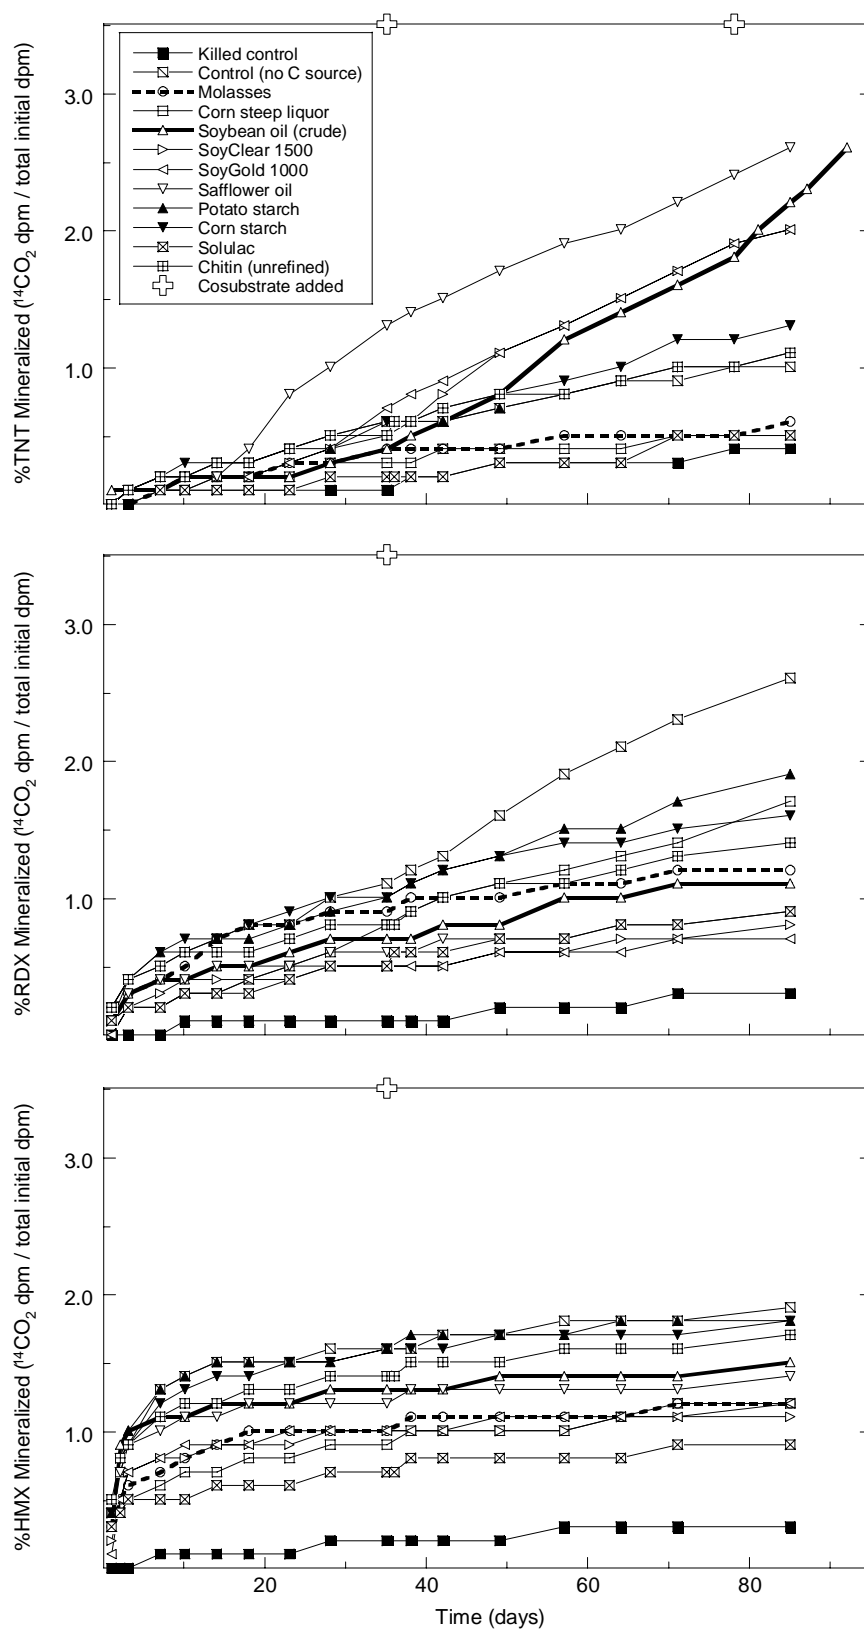 %TNT Mineralized (¹⁴CO₂ dpm / total initial dpm)
3.0
2.0
1.0
Killed control
Control (no C source)
Molasses
Corn steep liquor
Soybean oil (crude)
SoyClear 1500
SoyGold 1000
Safflower oil
Potato starch
Corn starch
Solulac
Chitin (unrefined)
Cosubstrate added
%RDX Mineralized (¹⁴CO₂ dpm / total initial dpm)
3.0
2.0
1.0
%HMX Mineralized (¹⁴CO₂ dpm / total initial dpm)
3.0
2.0
1.0
20 40 60 80
Time (days)